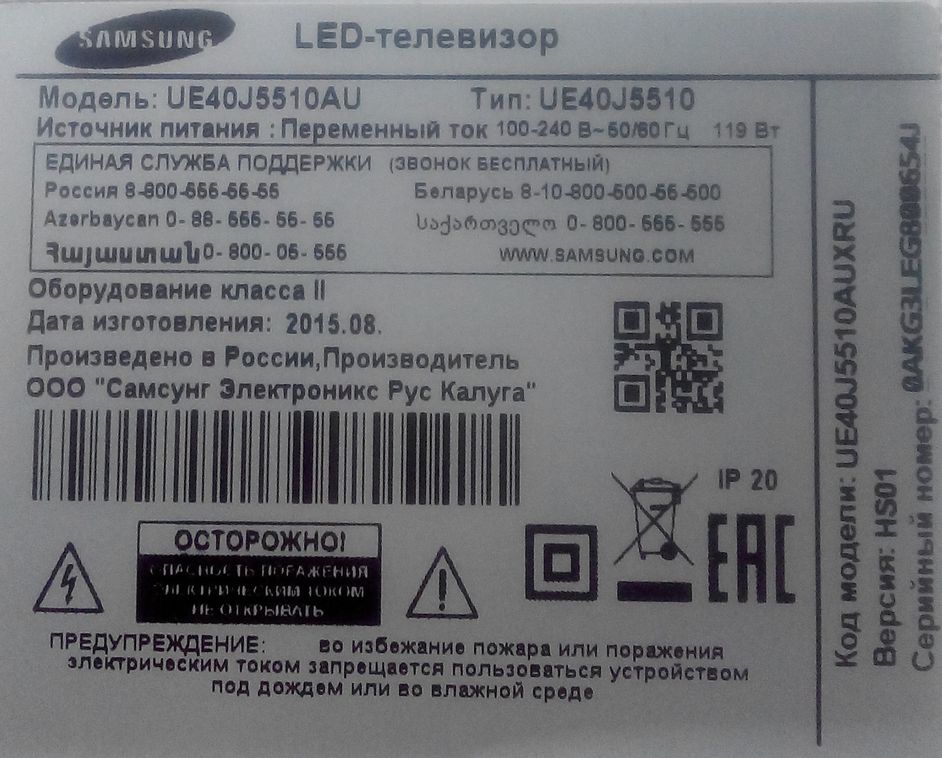 SAMSUNG LED-телевизор
Модель: UE40J5510AU Тип: UE40J5510
Источник питания : Переменный ток 100-240 В~50/60 Гц 119 Вт
ЕДИНАЯ СЛУЖБА ПОДДЕРЖКИ (ЗВОНОК БЕСПЛАТНЫЙ)
Россия 8-800-555-55-55 Беларусь 8-10-800-500-55-500
Azerbaycan 0-88-555-55-55 საქართველო 0-800-555-555
Հայաստան 0-800-05-555 WWW.SAMSUNG.COM
Оборудование класса II
Дата изготовления: 2015.08.
Произведено в России,Производитель
ООО "Самсунг Электроникс Рус Калуга"
IP 20
EAC
ОСТОРОЖНО!
ОПАСНОСТЬ ПОРАЖЕНИЯ
ЭЛЕКТРИЧЕСКИМ ТОКОМ
НЕ ОТКРЫВАТЬ
ПРЕДУПРЕЖДЕНИЕ: во избежание пожара или поражения
электрическим током запрещается пользоваться устройством
под дождем или во влажной среде
Код модели: UE40J5510AUXRU
Версия: HS01
Серийный номер: 0AKG3LEG800654J